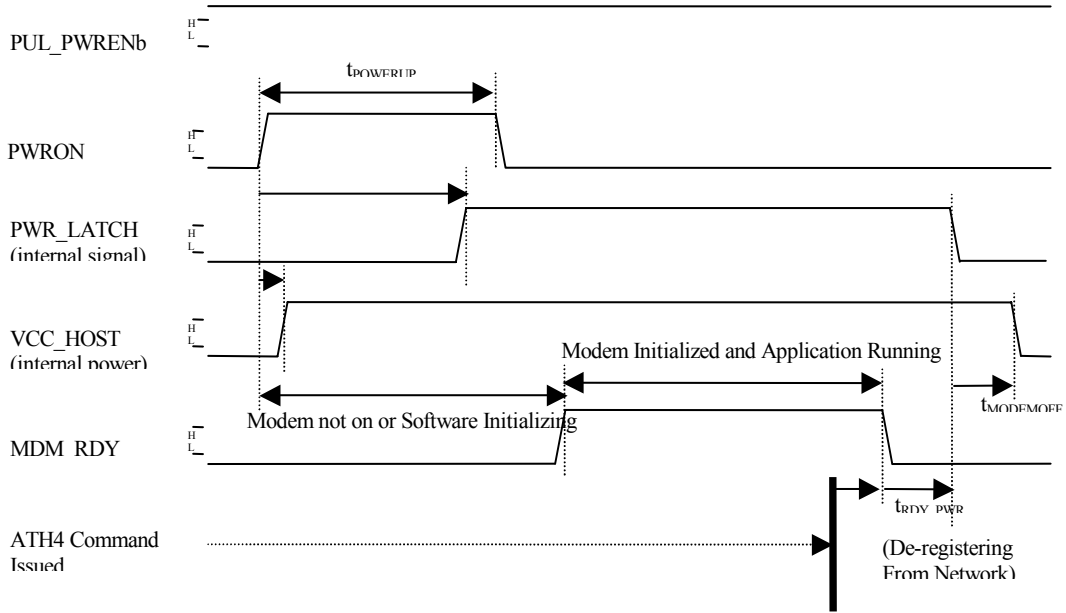 PUL_PWRENb
H
L
tPOWERUP
PWRON
H
L
PWR_LATCH
(internal signal)
H
L
VCC_HOST
(internal power)
H
L
Modem Initialized and Application Running
tMODEMOFF
Modem not on or Software Initializing
MDM_RDY
H
L
tRDY_PWR
ATH4 Command
Issued
(De-registering
From Network)